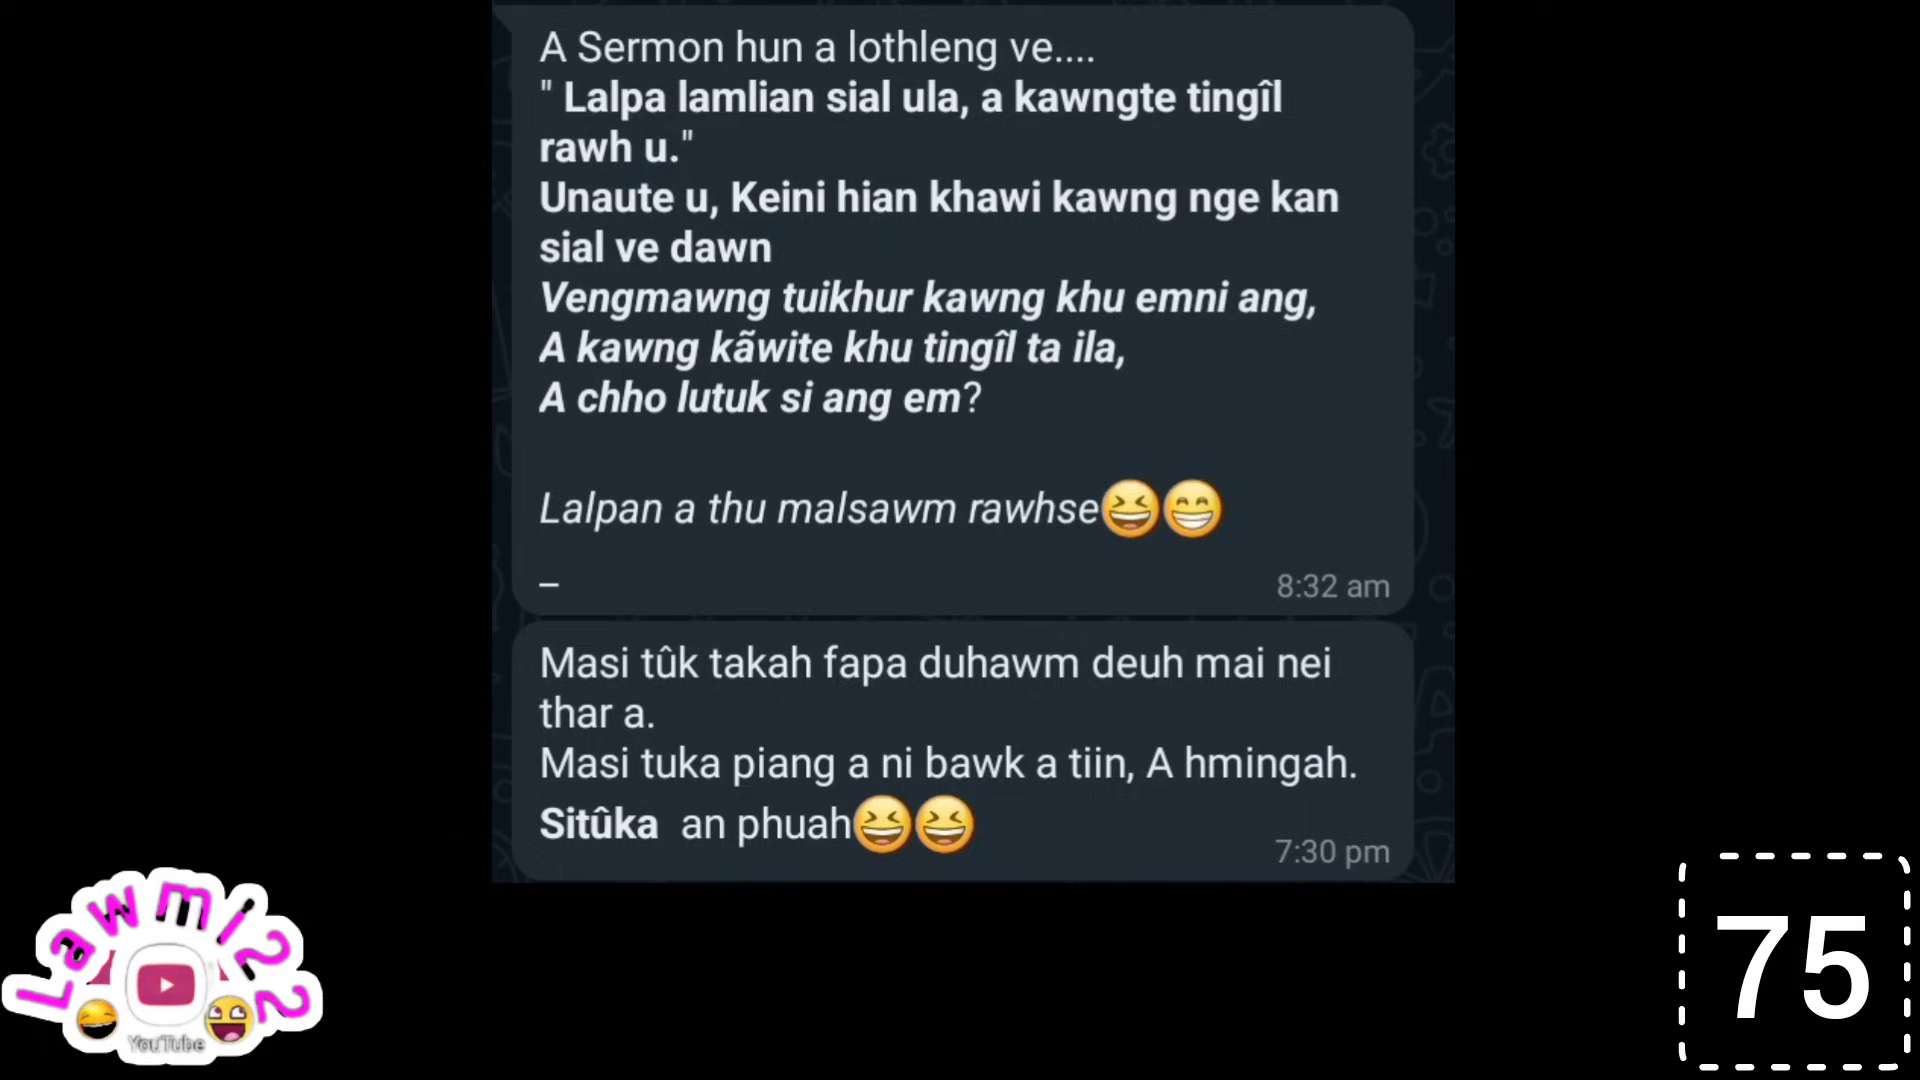 A Sermon hun a lothleng ve....
" Lalpa lamlian sial ula, a kawngte tingîl
rawh u."
Unaute u, Keini hian khawi kawng nge kan
sial ve dawn
Vengmawng tuikhur kawng khu emni ang,
A kawng kãwite khu tingîl ta ila,
A chho lutuk si ang em?
Lalpan a thu malsawm rawhse😆😁
_
8:32 am
Masi tûk takah fapa duhawm deuh mai nei
thar a.
Masi tuka piang a ni bawk a tiin, A hmingah.
Sitûka an phuah😆😆
7:30 pm
Lawmi22
YouTube
75